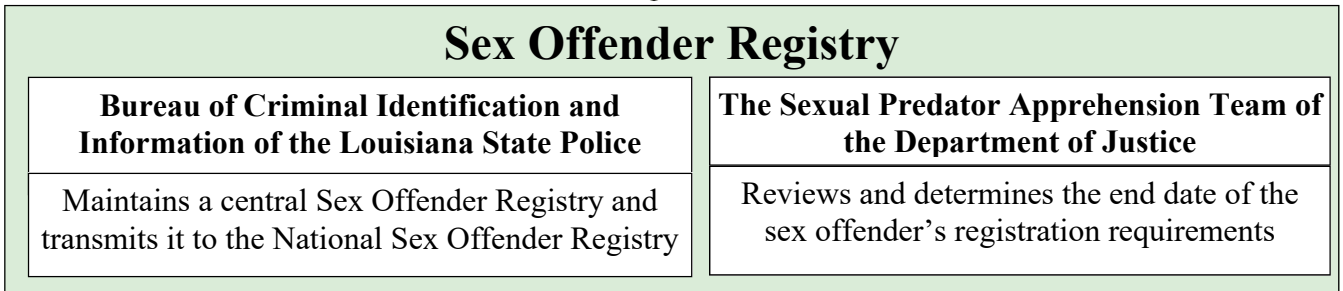 Sex Offender Registry
Bureau of Criminal Identification and
Information of the Louisiana State Police
Maintains a central Sex Offender Registry and
transmits it to the National Sex Offender Registry
The Sexual Predator Apprehension Team of
the Department of Justice
Reviews and determines the end date of the
sex offender’s registration requirements